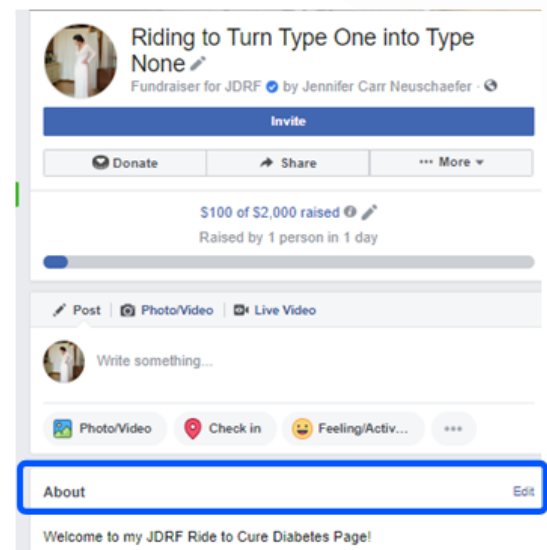 Riding to Turn Type One into Type
None
Fundraiser for JDRF by Jennifer Carr Neuschaefer ·
Invite
Donate
Share
··· More
$100 of $2,000 raised
Raised by 1 person in 1 day
Post
Photo/Video
Live Video
Write something...
Photo/Video
Check in
Feeling/Activ...
About
Edit
Welcome to my JDRF Ride to Cure Diabetes Page!